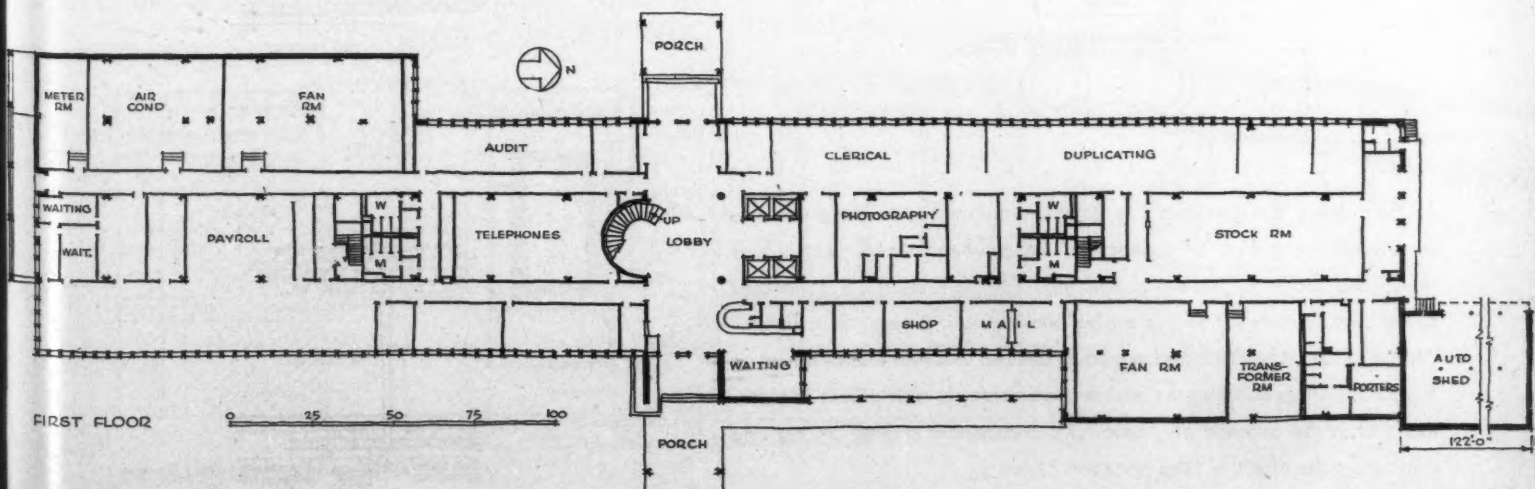 PORCH
N
METER
RM
AIR
COND
FAN
RM
AUDIT
CLERICAL
DUPLICATING
WAITING
WAIT.
PAYROLL
W
M
TELEPHONES
UP
LOBBY
PHOTOGRAPHY
W
M
STOCK RM
SHOP
MAIL
WAITING
FAN RM
TRANS-
FORMER
RM
PORTERS
AUTO
SHED
FIRST FLOOR
0 25 50 75 100
PORCH
122'-0"